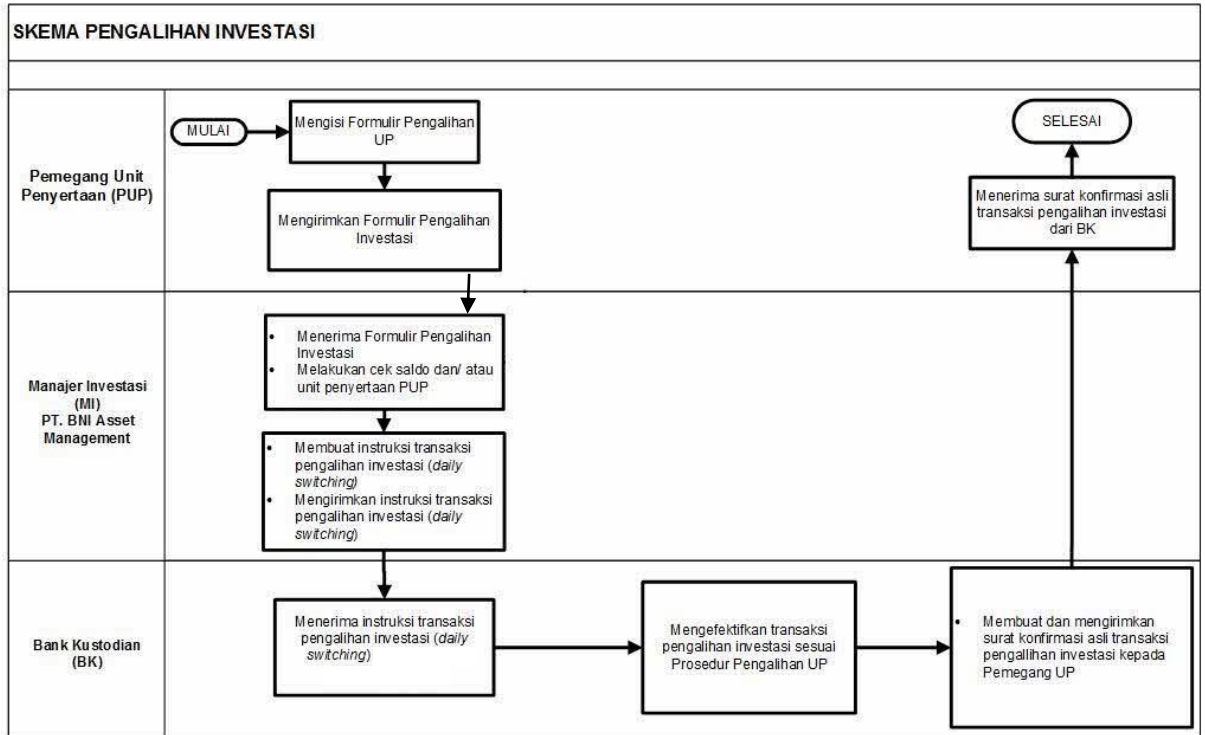 SKEMA PENGALIHAN INVESTASI
Pemegang Unit
Penyertaan (PUP)
MULAI
Mengisi Formulir Pengalihan
UP
Mengirimkan Formulir Pengalihan
Investasi
SELESAI
Menerima surat konfirmasi asli
transaksi pengalihan investasi
dari BK
Manajer Investasi
(MI)
PT. BNI Asset
Management
• Menerima Formulir Pengalihan
Investasi
• Melakukan cek saldo dan/ atau
unit penyertaan PUP
• Membuat instruksi transaksi
pengalihan investasi (daily
switching)
• Mengirimkan instruksi transaksi
pengalihan investasi (daily
switching)
Bank Kustodian
(BK)
Menerima instruksi transaksi
pengalihan investasi (daily
switching)
Mengefektifkan transaksi
pengalihan investasi sesuai
Prosedur Pengalihan UP
• Membuat dan mengirimkan
surat konfirmasi asli transaksi
pengallihan investasi kepada
Pemegang UP